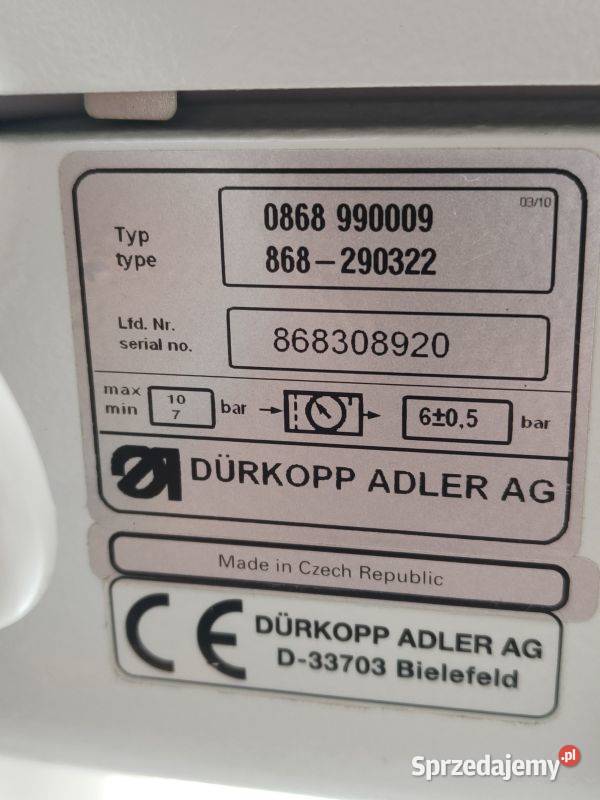 03/10
Typ 0868 990009
type 868-290322
Lfd. Nr.
serial no. 868308920
max 10
min 7 bar 6±0,5 bar
DÜRKOPP ADLER AG
Made in Czech Republic
CE DÜRKOPP ADLER AG
D-33703 Bielefeld
Sprzedajemy.pl